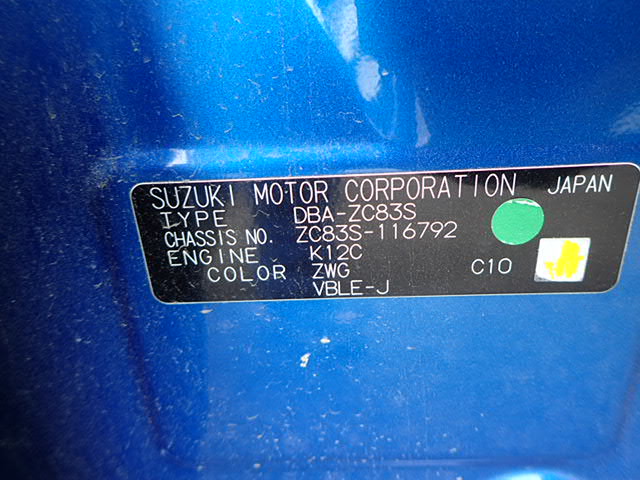 SUZUKI MOTOR CORPORATION JAPAN
TYPE DBA-ZC83S
CHASSIS NO. ZC83S-116792
ENGINE K12C
COLOR ZWG C10
VBLE-J